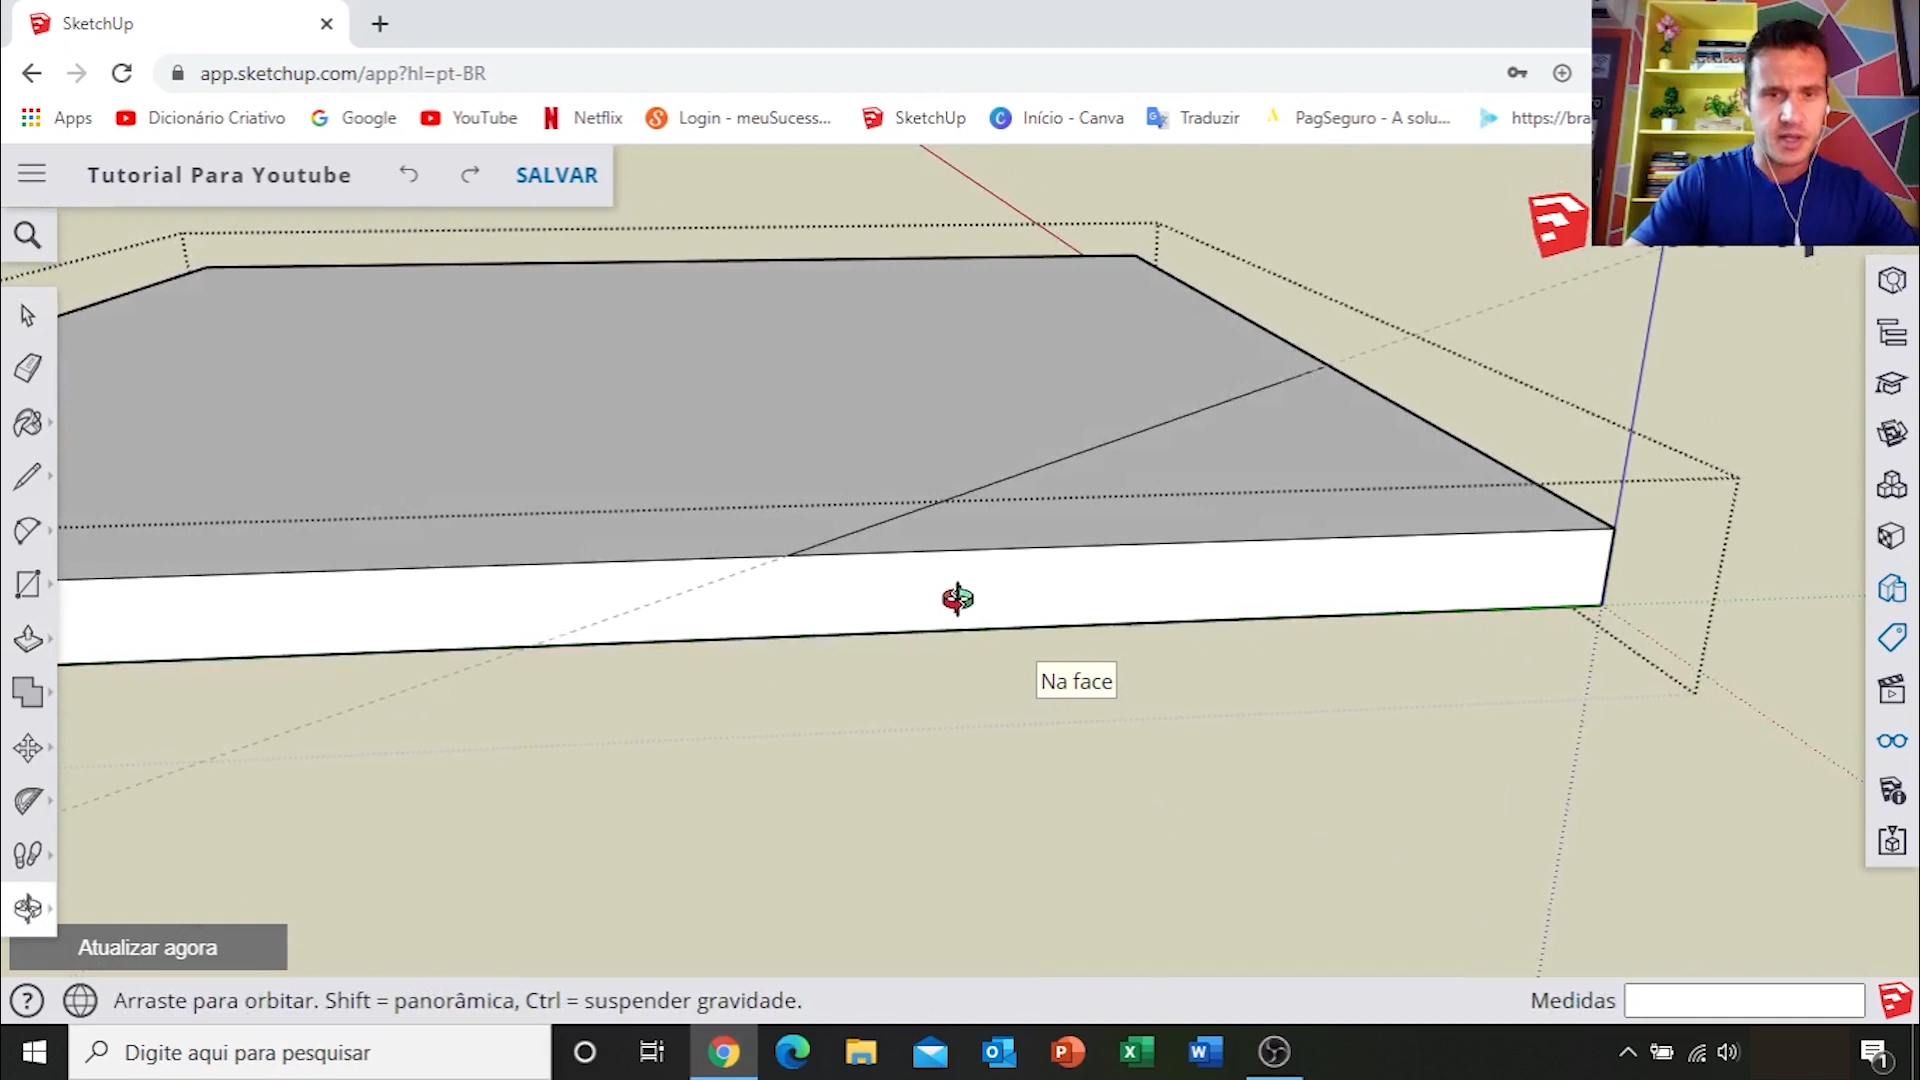 SketchUp
app.sketchup.com/app?hl=pt-BR
Apps Dicionário Criativo Google YouTube Netflix Login - meuSucess... SketchUp Início - Canva Traduzir PagSeguro - A solu... https://bra
Tutorial Para Youtube SALVAR
Na face
Atualizar agora
Arraste para orbitar. Shift = panorâmica, Ctrl = suspender gravidade. Medidas
Digite aqui para pesquisar
1